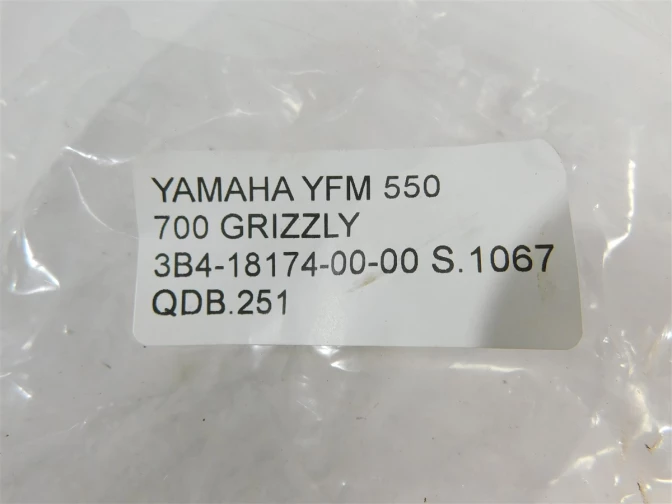 YAMAHA YFM 550
700 GRIZZLY
3B4-18174-00-00 S.1067
QDB.251